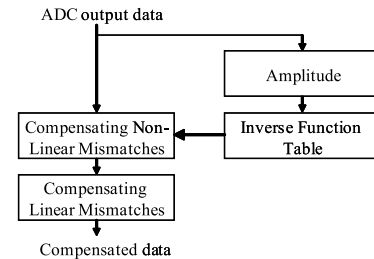 ADC output data
Amplitude
Compensating Non-
Linear Mismatches
Inverse Function
Table
Compensating
Linear Mismatches
Compensated data